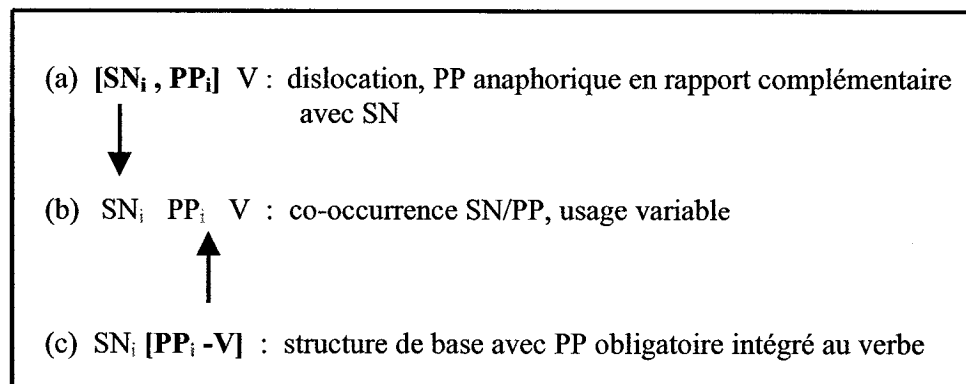 (a) [SNᵢ , PPᵢ] V : dislocation, PP anaphorique en rapport complémentaire
avec SN
(b) SNᵢ PPᵢ V : co-occurrence SN/PP, usage variable
(c) SNᵢ [PPᵢ -V] : structure de base avec PP obligatoire intégré au verbe